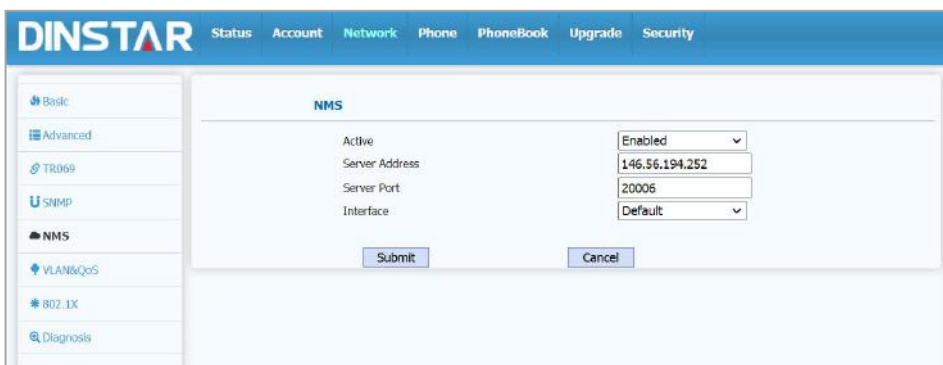 DINSTAR Status Account Network Phone PhoneBook Upgrade Security
Basic
Advanced
TR069
SNMP
NMS
VLAN&QoS
802.1X
Diagnosis
NMS
Active Enabled
Server Address 146.56.194.252
Server Port 20006
Interface Default
Submit Cancel